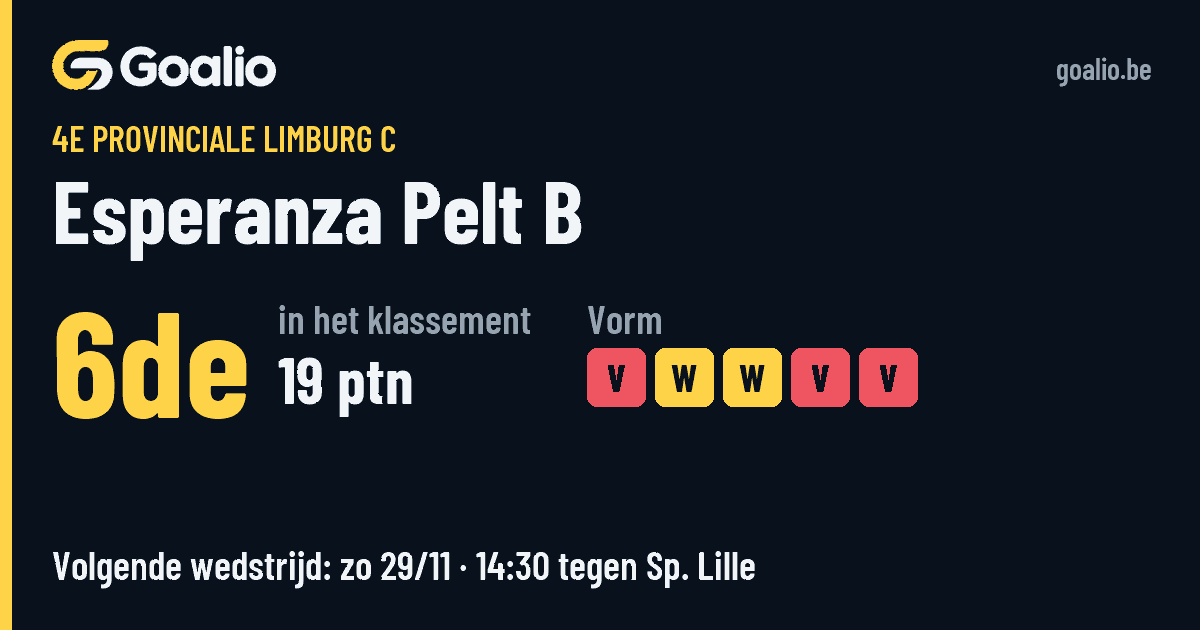 Goalio
goalio.be
4E PROVINCIALE LIMBURG C
Esperanza Pelt B
6de
in het klassement
19 ptn
Vorm
V W W V V
Volgende wedstrijd: zo 29/11 · 14:30 tegen Sp. Lille